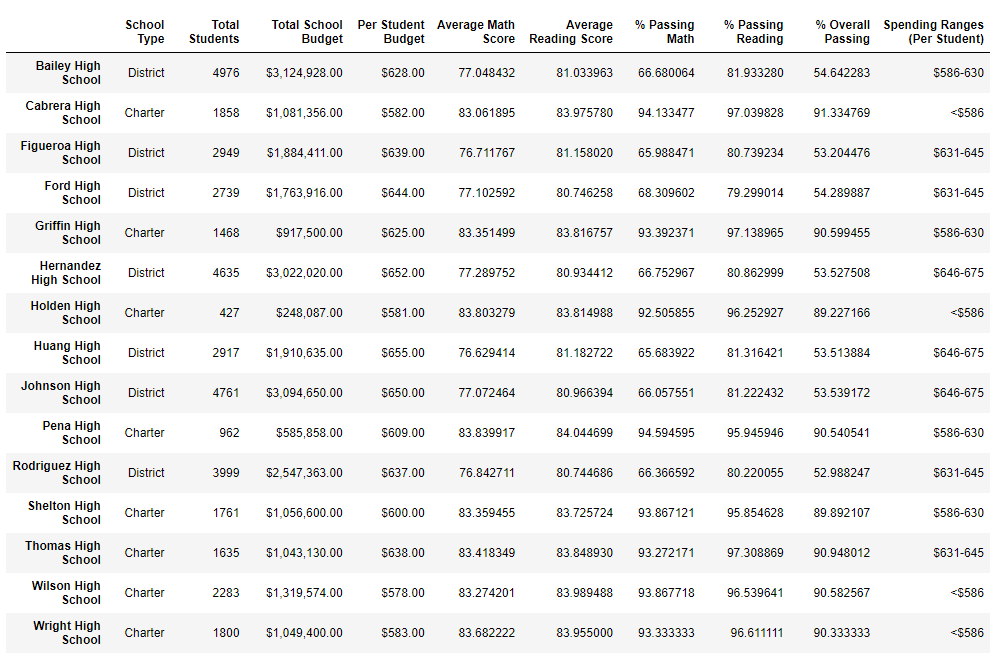 School Type Total Students Total School Budget Per Student Budget Average Math Score Average Reading Score % Passing Math % Passing Reading % Overall Passing Spending Ranges (Per Student)
Bailey High School District 4976 $3,124,928.00 $628.00 77.048432 81.033963 66.680064 81.933280 54.642283 $586-630
Cabrera High School Charter 1858 $1,081,356.00 $582.00 83.061895 83.975780 94.133477 97.039828 91.334769 <$586
Figueroa High School District 2949 $1,884,411.00 $639.00 76.711767 81.158020 65.988471 80.739234 53.204476 $631-645
Ford High School District 2739 $1,763,916.00 $644.00 77.102592 80.746258 68.309602 79.299014 54.289887 $631-645
Griffin High School Charter 1468 $917,500.00 $625.00 83.351499 83.816757 93.392371 97.138965 90.599455 $586-630
Hernandez High School District 4635 $3,022,020.00 $652.00 77.289752 80.934412 66.752967 80.862999 53.527508 $646-675
Holden High School Charter 427 $248,087.00 $581.00 83.803279 83.814988 92.505855 96.252927 89.227166 <$586
Huang High School District 2917 $1,910,635.00 $655.00 76.629414 81.182722 65.683922 81.316421 53.513884 $646-675
Johnson High School District 4761 $3,094,650.00 $650.00 77.072464 80.966394 66.057551 81.222432 53.539172 $646-675
Pena High School Charter 962 $585,858.00 $609.00 83.839917 84.044699 94.594595 95.945946 90.540541 $586-630
Rodriguez High School District 3999 $2,547,363.00 $637.00 76.842711 80.744686 66.366592 80.220055 52.988247 $631-645
Shelton High School Charter 1761 $1,056,600.00 $600.00 83.359455 83.725724 93.867121 95.854628 89.892107 $586-630
Thomas High School Charter 1635 $1,043,130.00 $638.00 83.418349 83.848930 93.272171 97.308869 90.948012 $631-645
Wilson High School Charter 2283 $1,319,574.00 $578.00 83.274201 83.989488 93.867718 96.539641 90.582567 <$586
Wright High School Charter 1800 $1,049,400.00 $583.00 83.682222 83.955000 93.333333 96.611111 90.333333 <$586